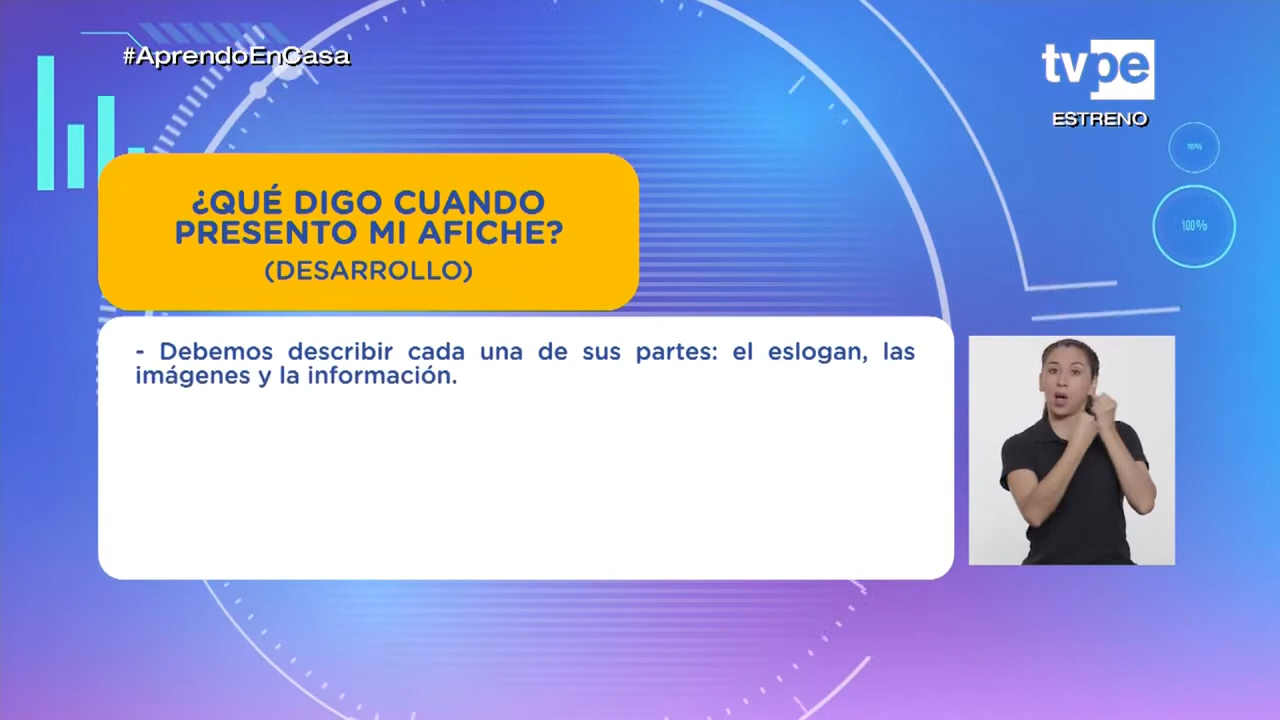 #AprendoEnCasa
tvpe
ESTRENO
100%
100%
¿QUÉ DIGO CUANDO
PRESENTO MI AFICHE?
(DESARROLLO)
- Debemos describir cada una de sus partes: el eslogan, las
imágenes y la información.